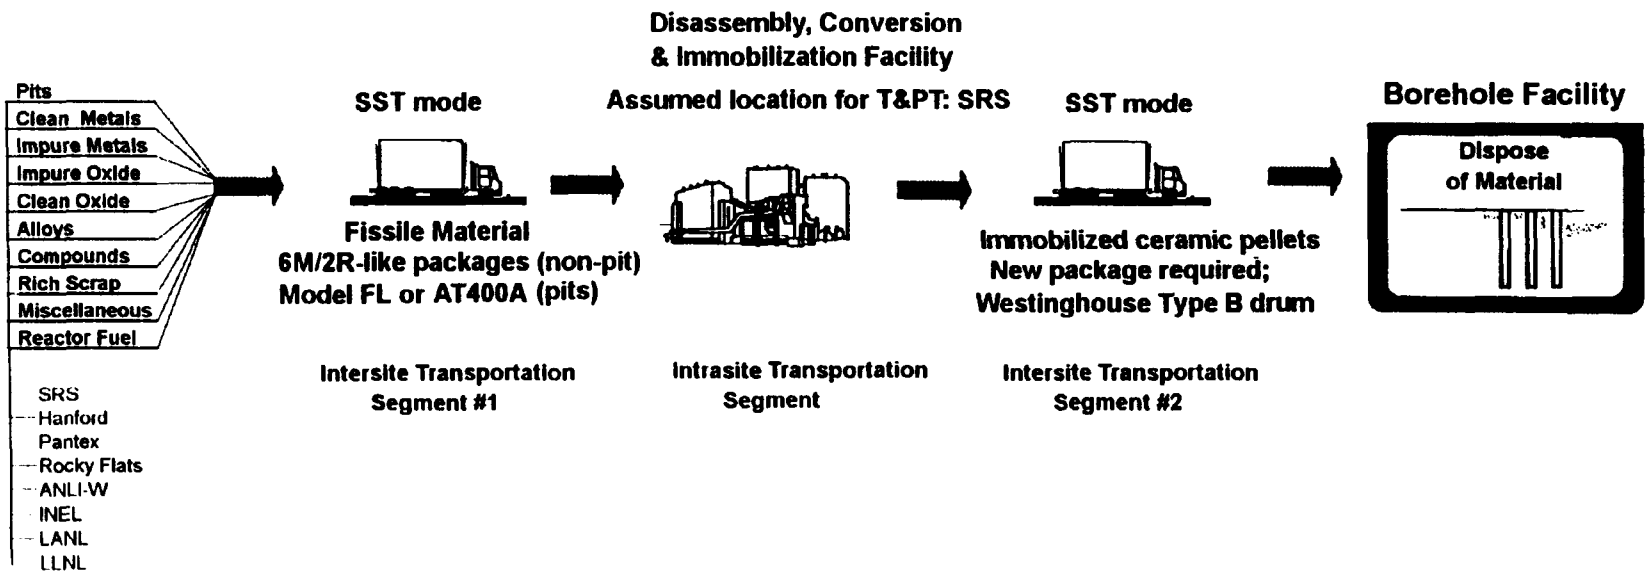 Disassembly, Conversion
& Immobilization Facility
Assumed location for T&PT: SRS
Pits
Clean Metals
Impure Metals
Impure Oxide
Clean Oxide
Alloys
Compounds
Rich Scrap
Miscellaneous
Reactor Fuel
SRS
Hanford
Pantex
Rocky Flats
ANLI-W
INEL
LANL
LLNL
SST mode
Fissile Material
6M/2R-like packages (non-pit)
Model FL or AT400A (pits)
Intersite Transportation
Segment #1
Intrasite Transportation
Segment
SST mode
Immobilized ceramic pellets
New package required;
Westinghouse Type B drum
Intersite Transportation
Segment #2
Borehole Facility
Dispose
of Material